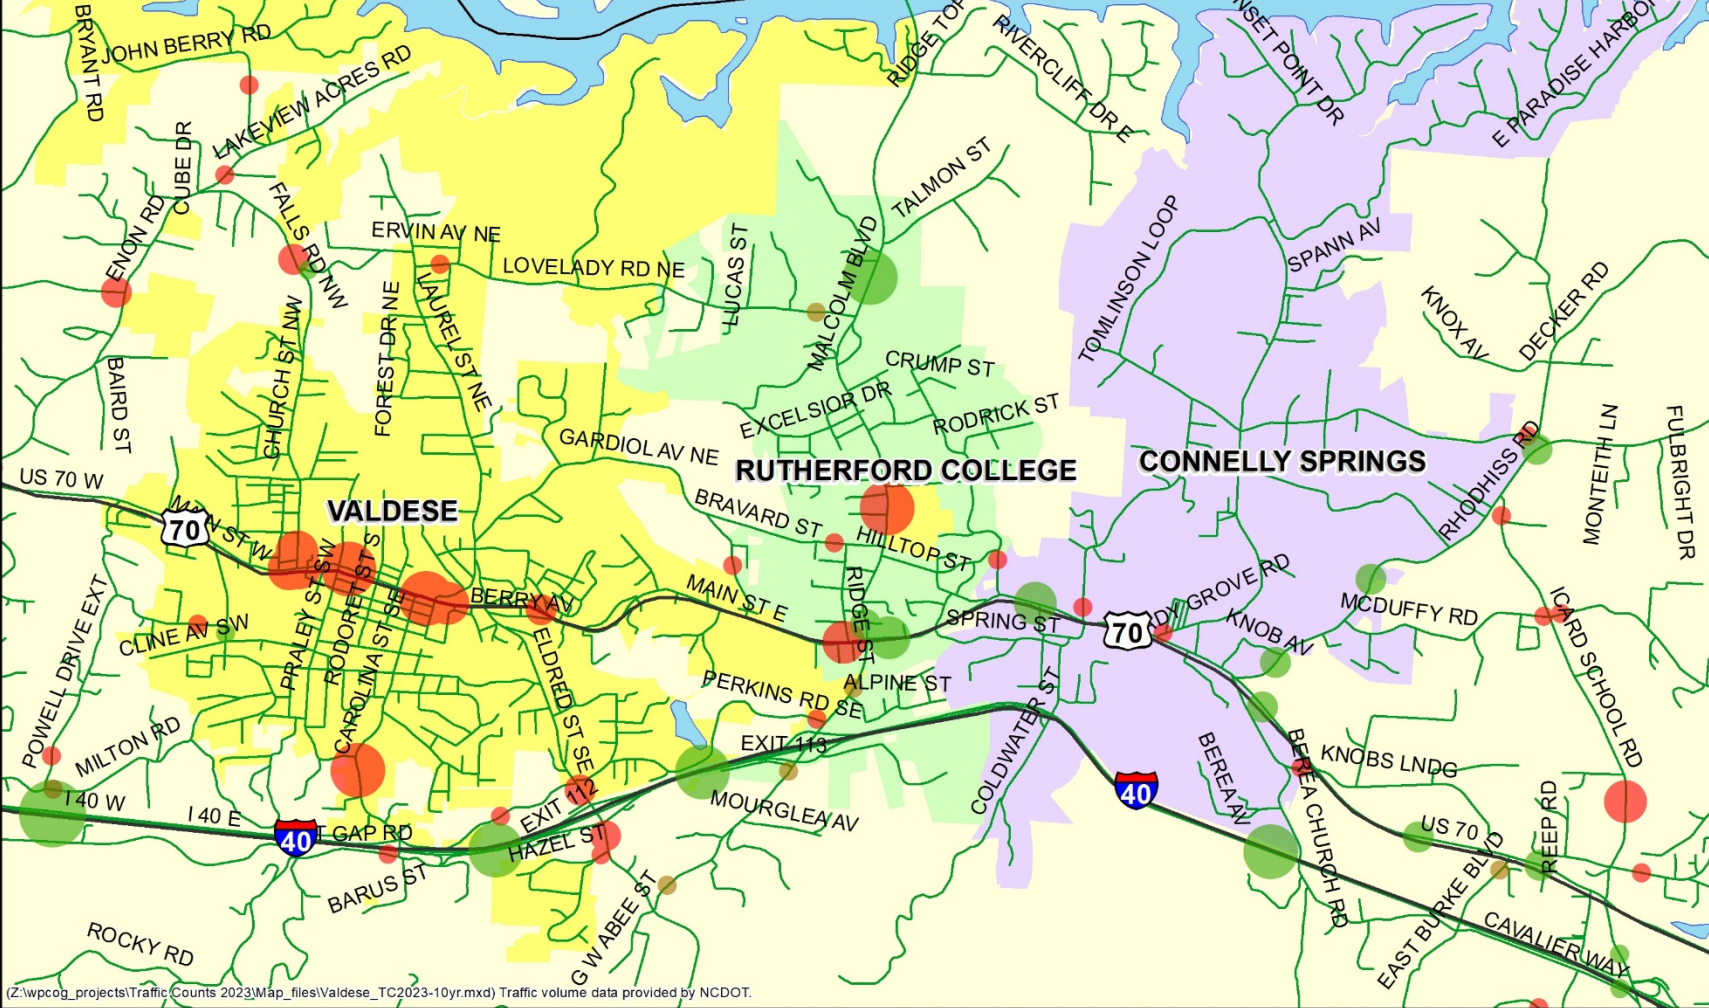 BRYANT RD
JOHN BERRY RD
LAKEVIEW ACRES RD
CUBE DR
ENON RD
FALLS RD NW
ERVIN AV NE
LOVELADY RD NE
LAUREL ST NE
FOREST DR NE
CHURCH ST NW
BAIRD ST
LUCAS ST
MALCOLM BLVD
RIDGE TOP
RIVERCLIFF DR E
TALMON ST
NSET POINT DR
E PARADISE HARBO
TOMLINSON LOOP
SPANN AV
KNOX AV
DECKER RD
CRUMP ST
EXCELSIOR DR
RODRICK ST
GARDIOL AV NE
RUTHERFORD COLLEGE
CONNELLY SPRINGS
RHODHISS RD
MONTEITH LN
FULBRIGHT DR
US 70 W
MAIN ST W
70
VALDESE
BRAVARD ST
HILLTOP ST
MAIN ST E
RIDGE ST
SPRING ST
70
DY GROVE RD
KNOB AV
MCDUFFY RD
ICARD SCHOOL RD
BERRY AV
CLINE AV SW
PRALEY ST SW
RODORET ST S
CAROLINA ST SE
ELDRED ST SE
POWELL DRIVE EXT
MILTON RD
PERKINS RD SE
ALPINE ST
COLDWATER ST
EXIT 113
EXIT 112
MOURGLEA AV
BEREA AV
BEREA CHURCH RD
KNOBS LNDG
US 70
REEP RD
EAST BURKE BLVD
CAVALIER WAY
I 40 W
I 40 E
40
T GAP RD
HAZEL ST
40
BARUS ST
G W ABEE ST
ROCKY RD
(Z:\wpcog_projects\Traffic Counts 2023\Map_files\Valdese_TC2023-10yr.mxd) Traffic volume data provided by NCDOT.